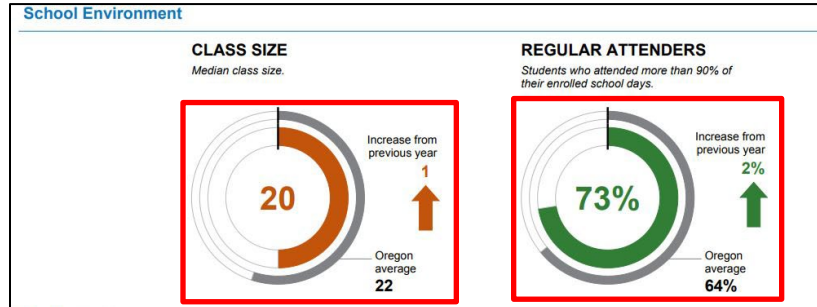 School Environment
CLASS SIZE
Median class size.
20
Increase from
previous year
1
Oregon
average
22
REGULAR ATTENDERS
Students who attended more than 90% of
their enrolled school days.
73%
Increase from
previous year
2%
Oregon
average
64%